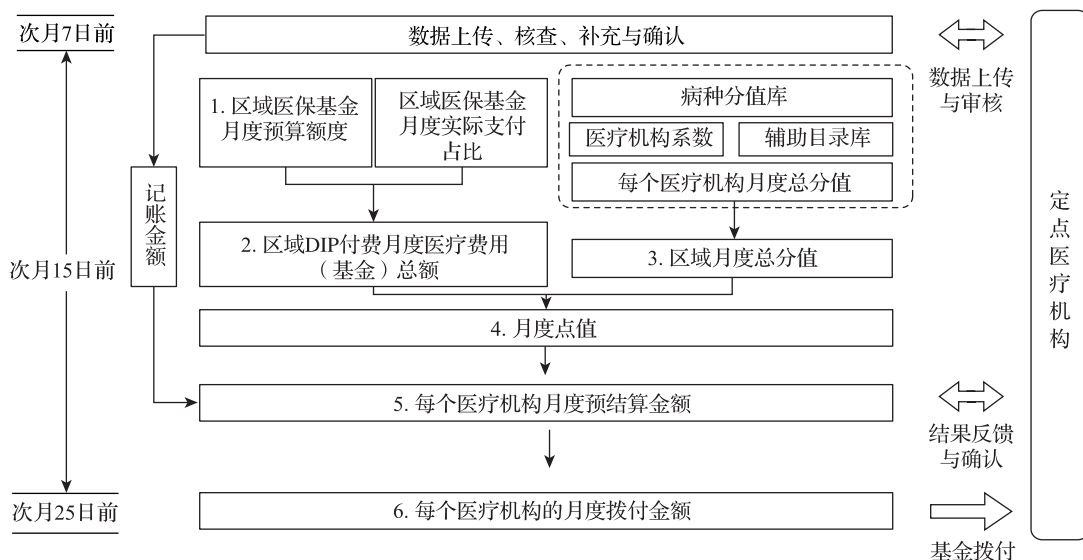 次月7日前
数据上传、核查、补充与确认
数据上传
与审核
1. 区域医保基金
月度预算额度
区域医保基金
月度实际支付
占比
病种分值库
医疗机构系数
辅助目录库
每个医疗机构月度总分值
记账金额
次月15日前
2. 区域DIP付费月度医疗费用
（基金）总额
3. 区域月度总分值
定点医疗机构
4. 月度点值
5. 每个医疗机构月度预结算金额
结果反馈
与确认
次月25日前
6. 每个医疗机构的月度拨付金额
基金拨付